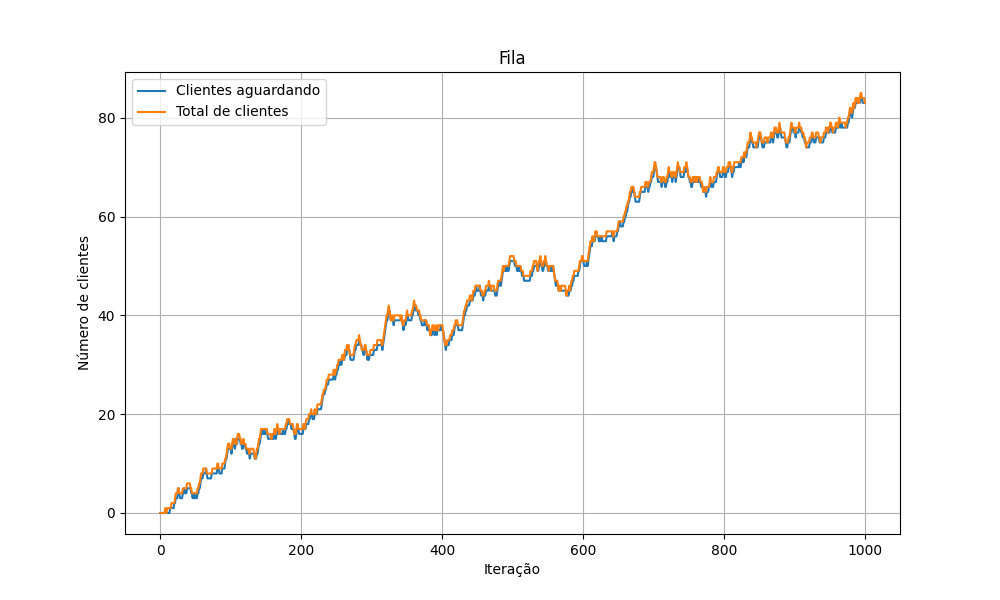 Fila
Clientes aguardando
Total de clientes
Número de clientes
80
60
40
20
0
0 200 400 600 800 1000
Iteração